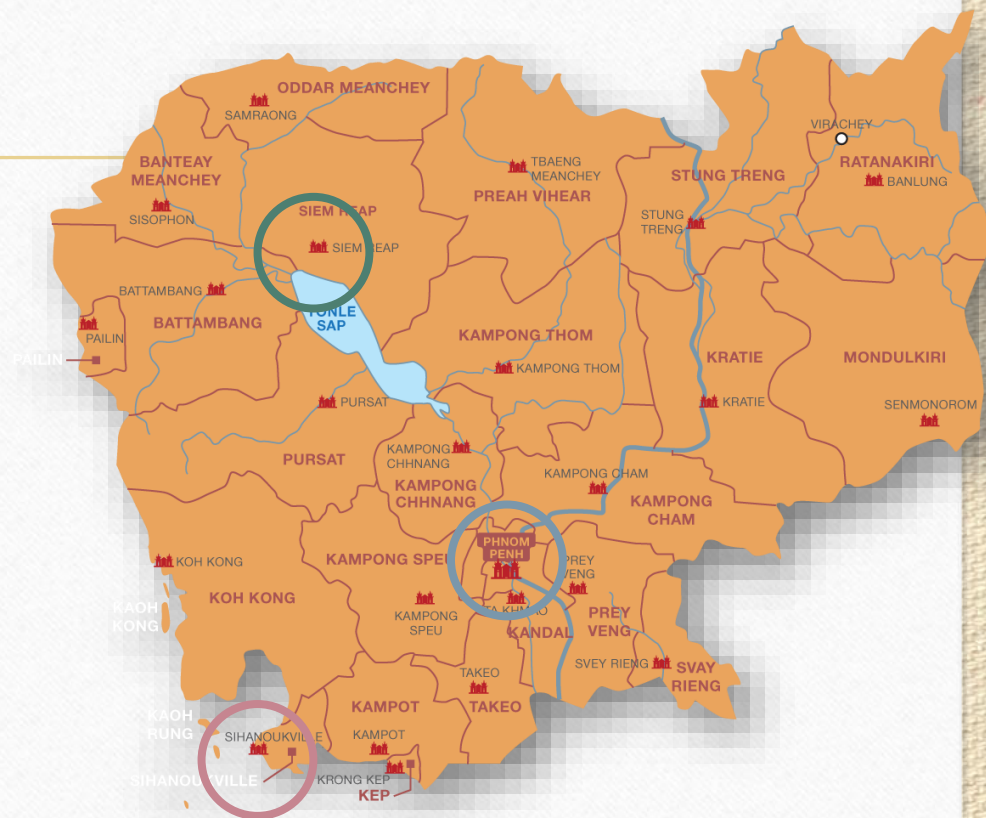 ODDAR MEANCHEY
SAMRAONG
VIRACHEY
BANTEAY
MEANCHEY
TBAENG
MEANCHEY
RATANAKIRI
STUNG TRENG
BANLUNG
PREAH VIHEAR
SISOPHON
SIEM REAP
STUNG
TRENG
SIEM REAP
BATTAMBANG
TONLE
SAP
BATTAMBANG
PAILIN
PAILIN
KAMPONG THOM
KAMPONG THOM
KRATIE
MONDULKIRI
PURSAT
KRATIE
SENMONOROM
KAMPONG
CHHNANG
PURSAT
KAMPONG
CHHNANG
KAMPONG CHAM
KAMPONG
CHAM
PHNOM
PENH
KAMPONG SPEU
PREY
VENG
KOH KONG
KOH KONG
KAOH
KONG
KAMPONG
SPEU
TA KHMAO
KANDAL
PREY
VENG
SVEY RIENG
SVAY
RIENG
TAKEO
KAMPOT
TAKEO
KAOH
RUNG
SIHANOUKVILLE
KAMPOT
SIHANOUKVILLE
KRONG KEP
KEP